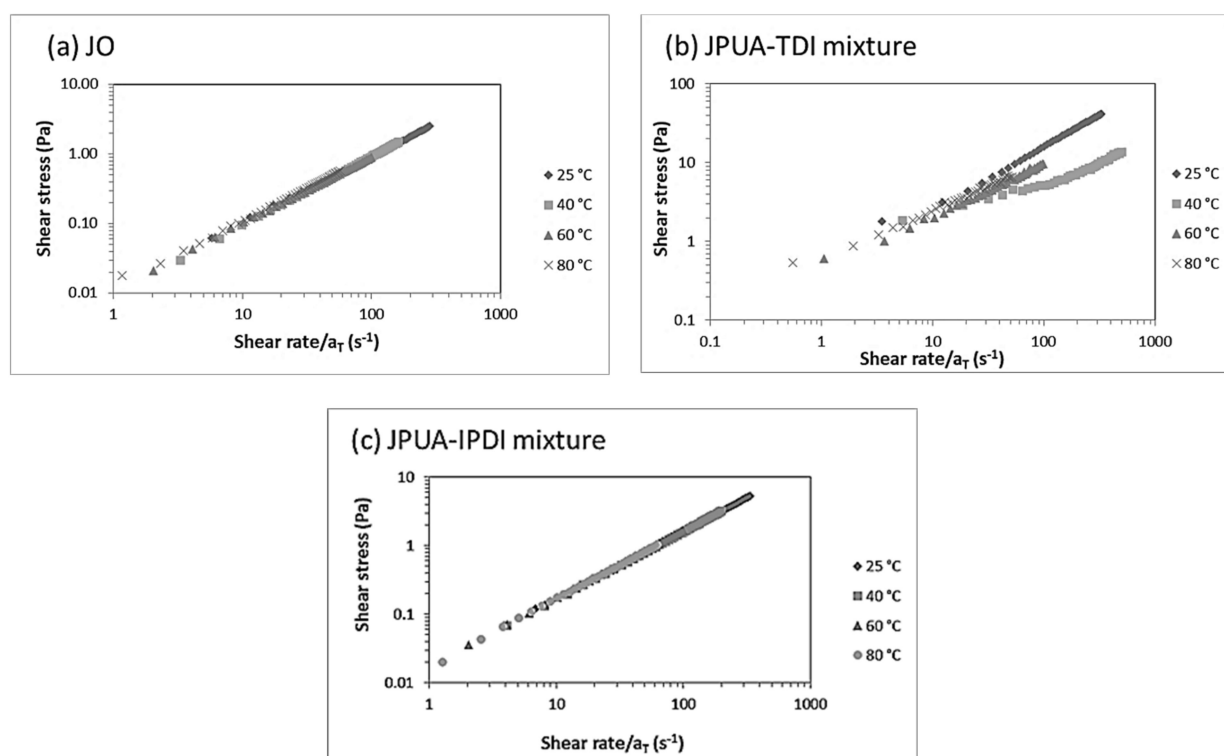 (a) JO
10.00
1.00
0.10
0.01
1
10
100
1000
Shear stress (Pa)
Shear rate/aT (s-1)
25 °C
40 °C
60 °C
80 °C
(b) JPUA-TDI mixture
100
10
1
0.1
0.1
1
10
100
1000
Shear stress (Pa)
Shear rate/aT (s-1)
25 °C
40 °C
60 °C
80 °C
(c) JPUA-IPDI mixture
10
1
0.1
0.01
1
10
100
1000
Shear stress (Pa)
Shear rate/aT (s-1)
25 °C
40 °C
60 °C
80 °C